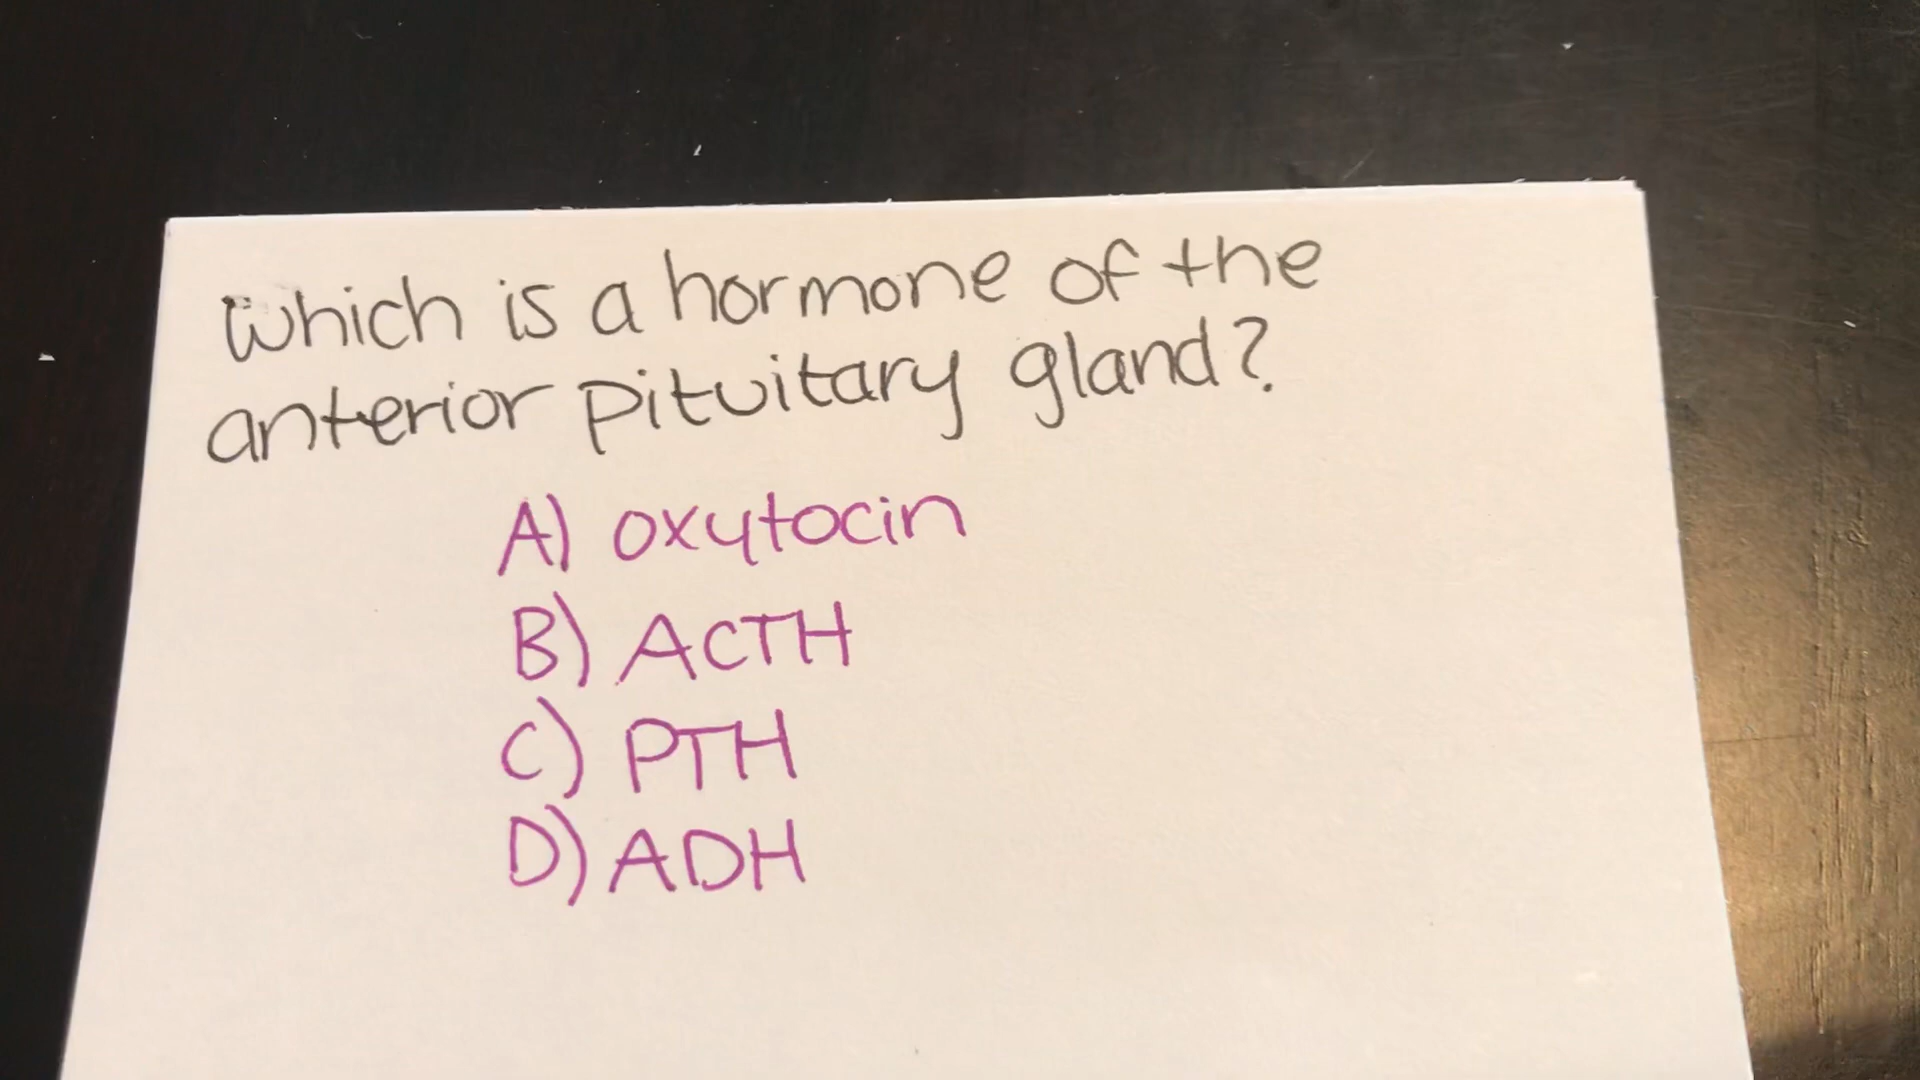 Which is a hormone of the
anterior pituitary gland?
A) oxytocin
B) ACTH
C) PTH
D) ADH